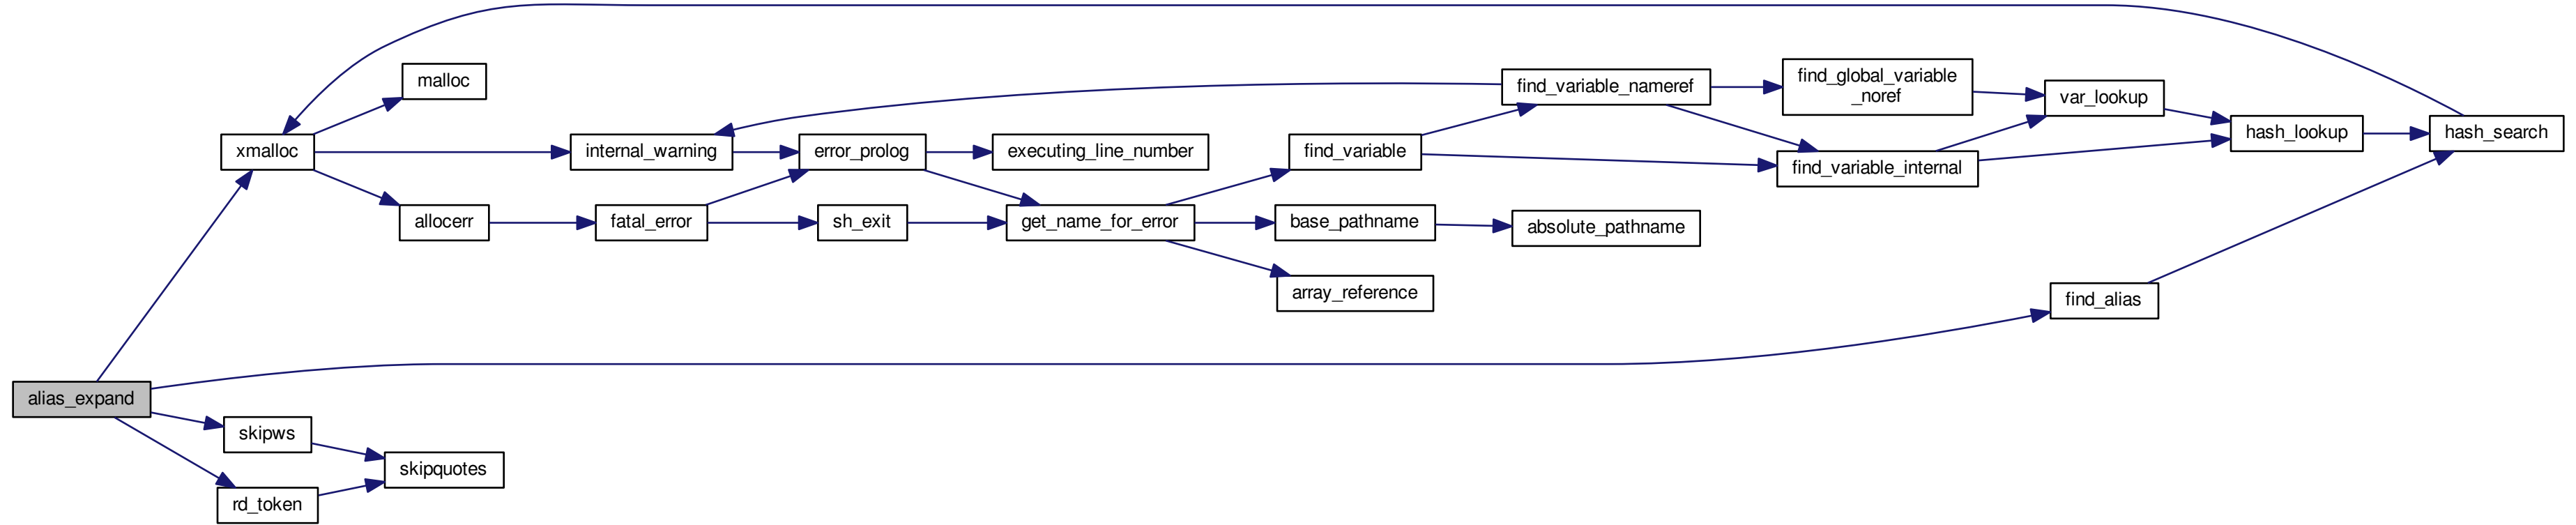 malloc
find_variable_nameref
find_global_variable
_noref
var_lookup
hash_lookup
hash_search
xmalloc
internal_warning
error_prolog
executing_line_number
find_variable
find_variable_internal
allocerr
fatal_error
sh_exit
get_name_for_error
base_pathname
absolute_pathname
array_reference
find_alias
alias_expand
skipws
skipquotes
rd_token